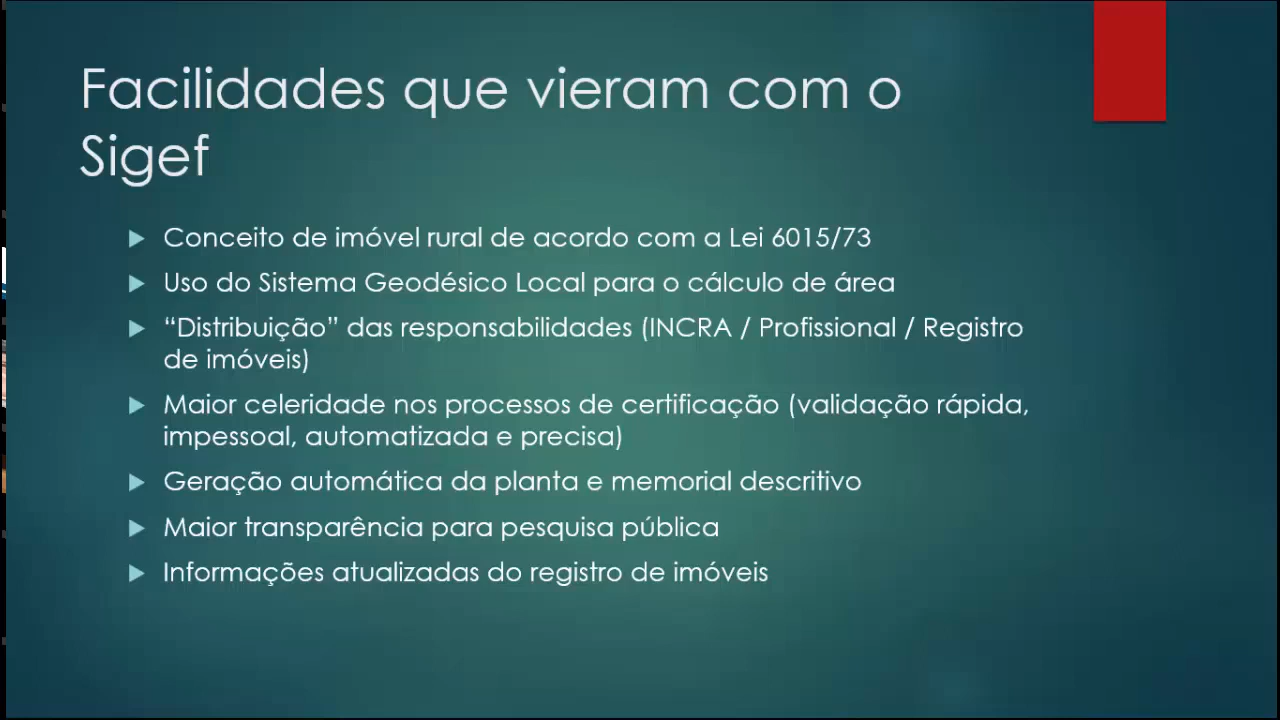 Facilidades que vieram com o
Sigef
Conceito de imóvel rural de acordo com a Lei 6015/73
Uso do Sistema Geodésico Local para o cálculo de área
“Distribuição” das responsabilidades (INCRA / Profissional / Registro
de imóveis)
Maior celeridade nos processos de certificação (validação rápida,
impessoal, automatizada e precisa)
Geração automática da planta e memorial descritivo
Maior transparência para pesquisa pública
Informações atualizadas do registro de imóveis